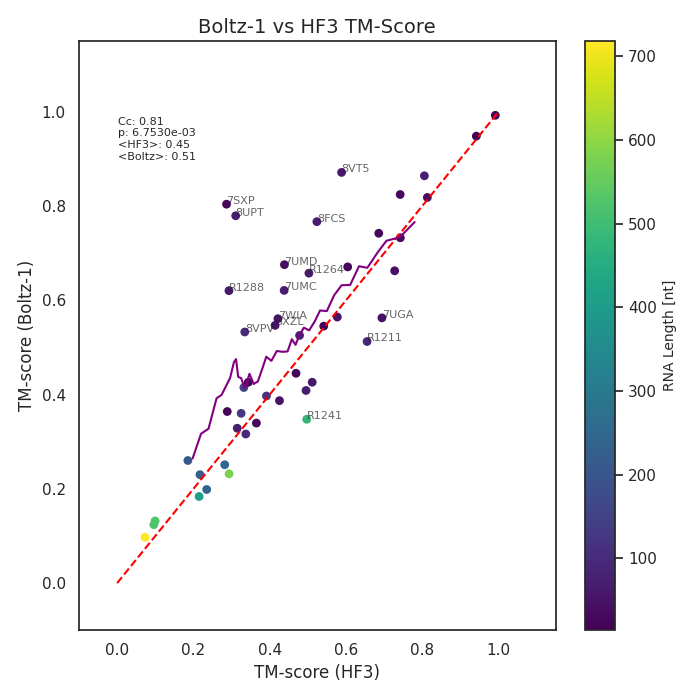 Boltz-1 vs HF3 TM-Score
Cc: 0.81
p: 6.7530e-03
<HF3>: 0.45
<Boltz>: 0.51
8VT5
7SXP
8UPT
8FCS
7UMD
R1264
R1288
7UMC
7WIA
8XZL
8VPV
7UGA
R1211
R1241
TM-score (Boltz-1)
1.0
0.8
0.6
0.4
0.2
0.0
0.0
0.2
0.4
0.6
0.8
1.0
TM-score (HF3)
700
600
500
400
300
200
100
RNA Length [nt]